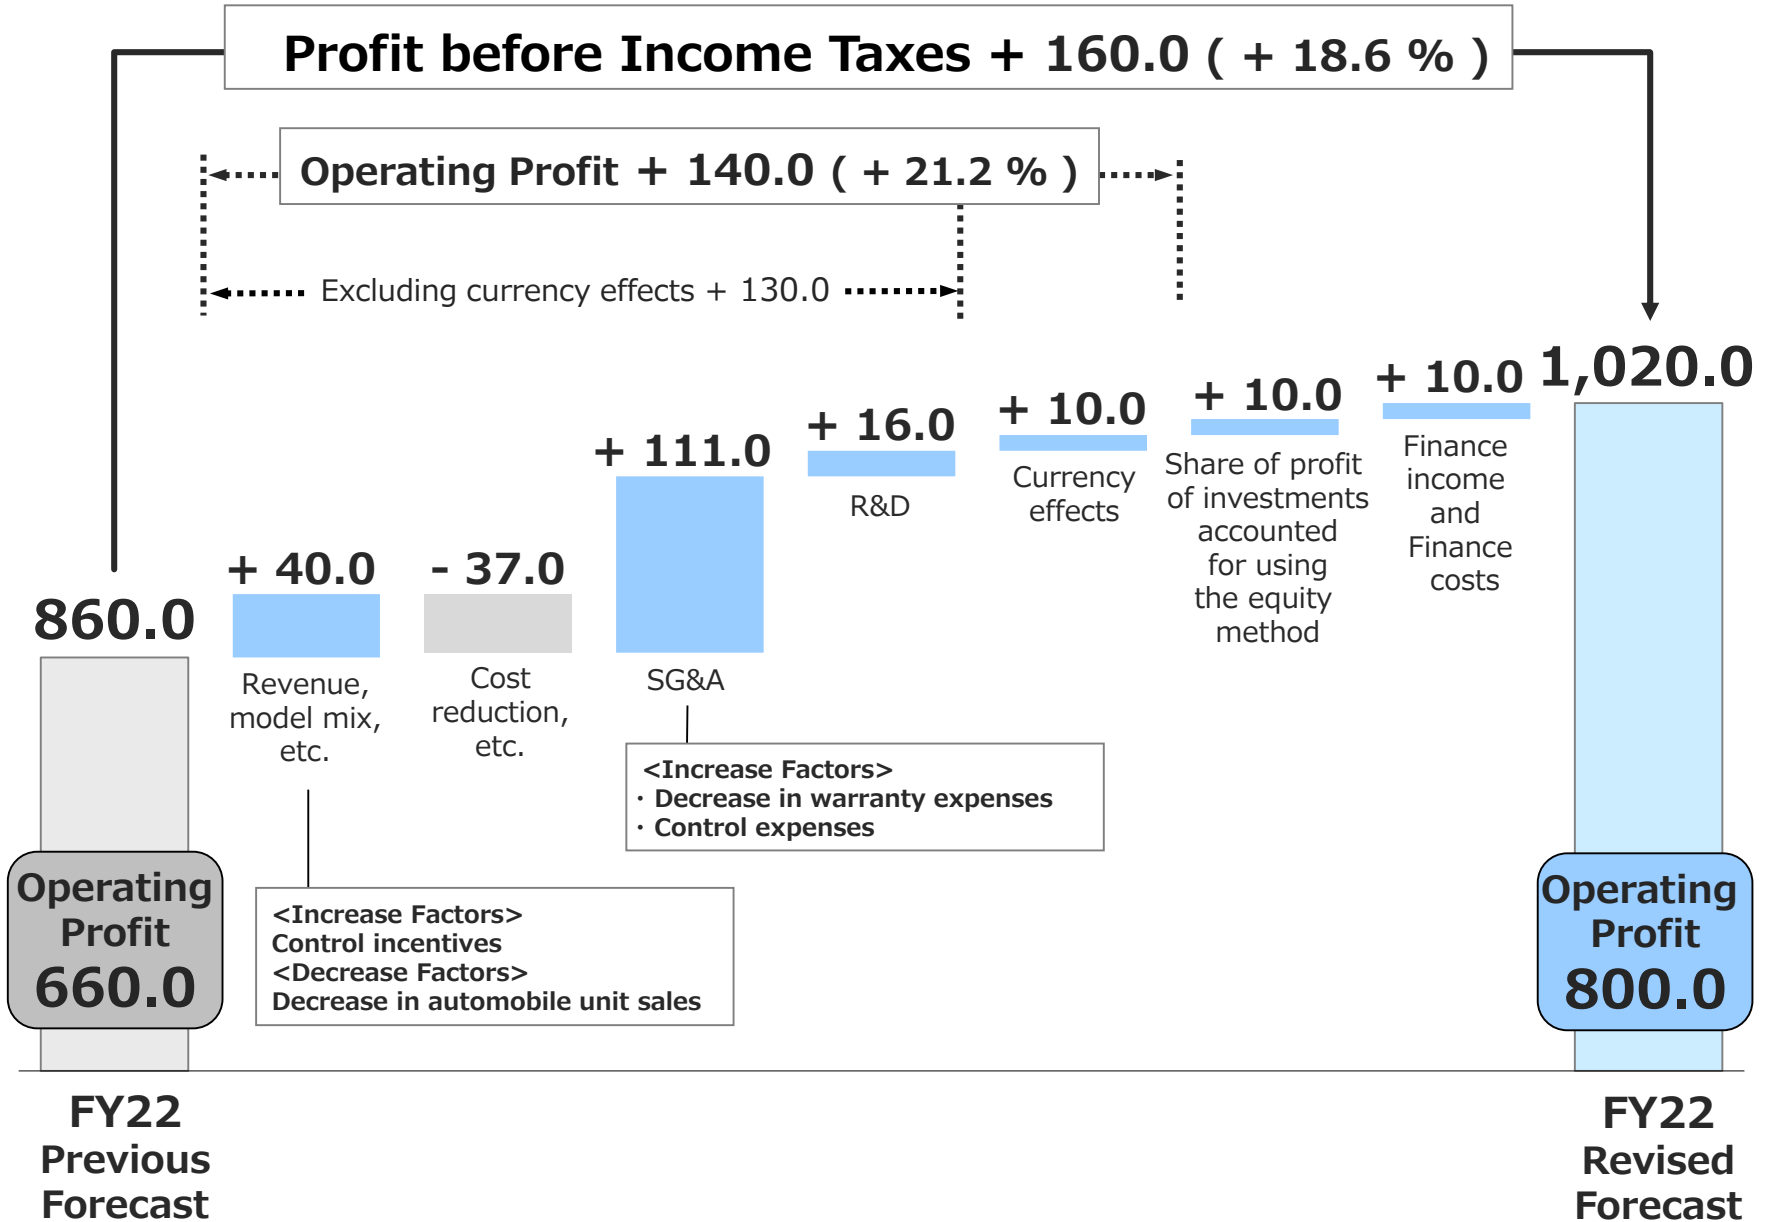 Profit before Income Taxes + 160.0 ( + 18.6 % )
Operating Profit + 140.0 ( + 21.2 % )
Excluding currency effects + 130.0
860.0
+ 40.0
Revenue,
model mix,
etc.
- 37.0
Cost
reduction,
etc.
+ 111.0
SG&A
+ 16.0
R&D
+ 10.0
Currency
effects
+ 10.0
Share of profit
of investments
accounted
for using
the equity
method
+ 10.0
Finance
income
and
Finance
costs
1,020.0
<Increase Factors>
・Decrease in warranty expenses
・Control expenses
<Increase Factors>
Control incentives
<Decrease Factors>
Decrease in automobile unit sales
Operating
Profit
660.0
Operating
Profit
800.0
FY22
Previous
Forecast
FY22
Revised
Forecast